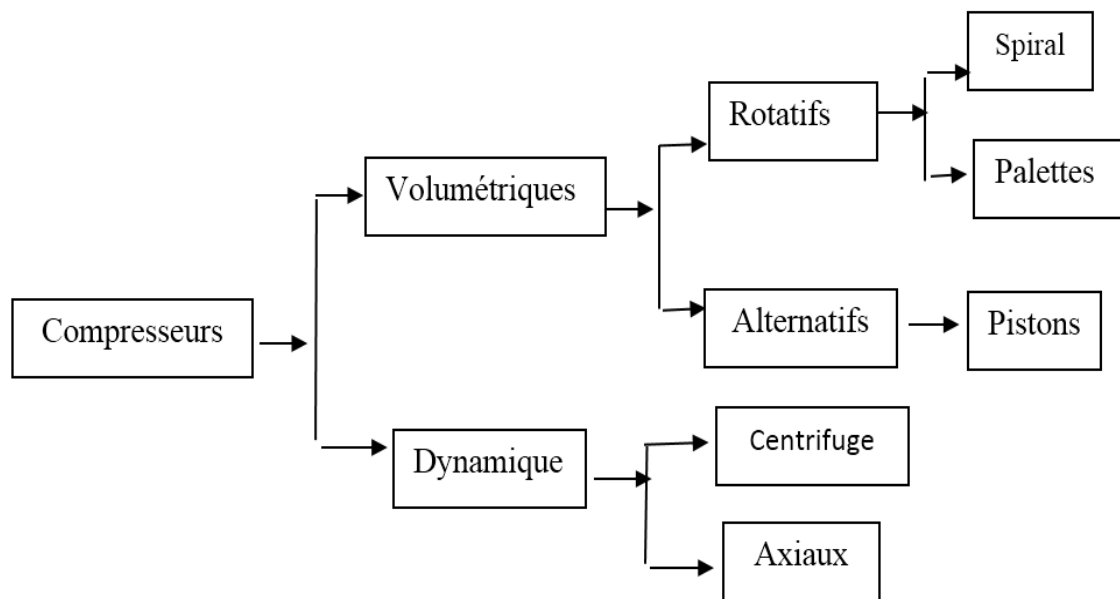 Spiral
Rotatifs
Palettes
Volumétriques
Compresseurs
Alternatifs
Pistons
Dynamique
Centrifuge
Axiaux